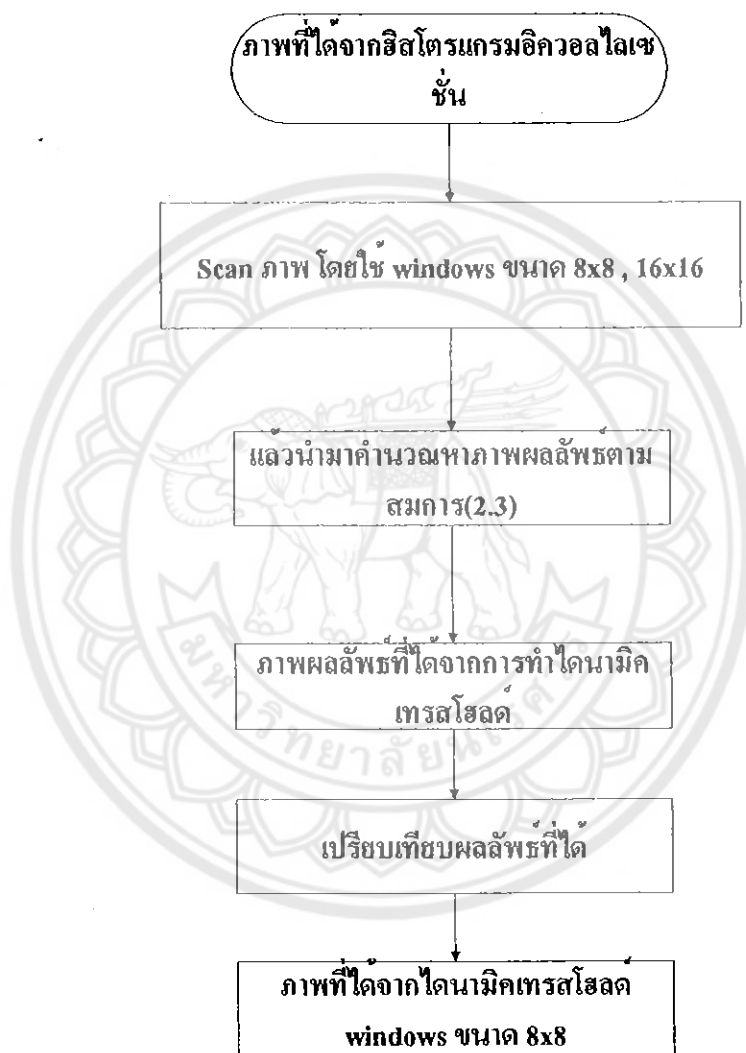 ภาพที่ได้จากฮิสโตรแกรมอิควอลไลเซ
ชั่น
Scan ภาพ โดยใช้ windows ขนาด 8x8 , 16x16
แล้วนำมาคำนวณหาภาพผลลัพธ์ตาม
สมการ(2.3)
ภาพผลลัพธ์ที่ได้จากการทำไดนามิค
เทรสโฮลด์
เปรียบเทียบผลลัพธ์ที่ได้
ภาพที่ได้จากไดนามิคเทรสโฮลด์
windows ขนาด 8x8